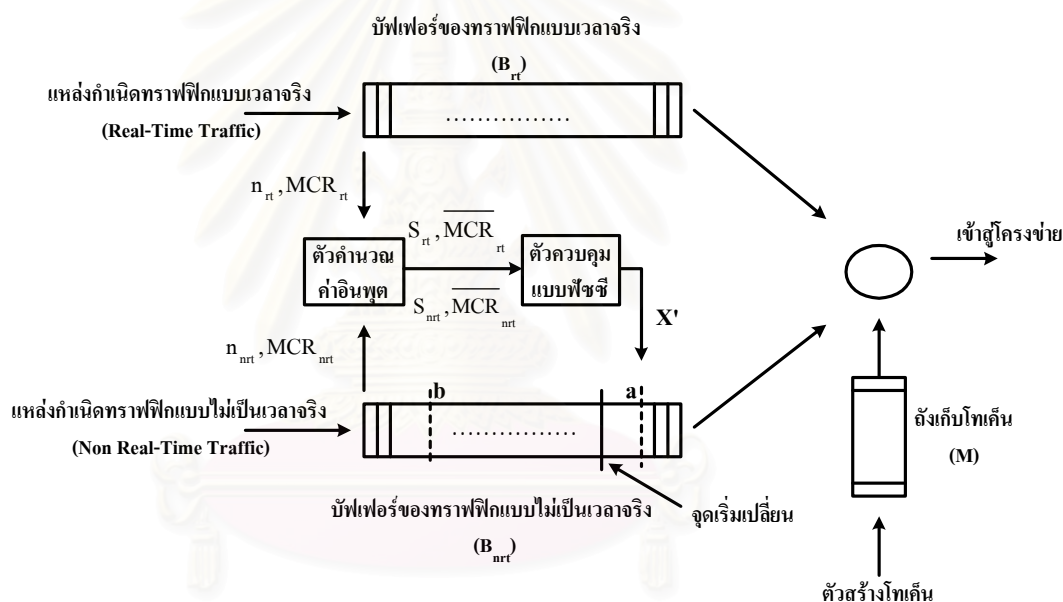 บัฟเฟอร์ของทราฟฟิกแบบเวลาจริง
(B_rt)
แหล่งกำเนิดทราฟฟิกแบบเวลาจริง
(Real-Time Traffic)
................
n_rt , MCR_rt
S_rt , \overline{MCR}_rt
ตัวคำนวณ
ค่าอินพุต
ตัวควบคุม
แบบฟัซซี
S_nrt , \overline{MCR}_nrt
X'
เข้าสู่โครงข่าย
n_nrt , MCR_nrt
b
a
แหล่งกำเนิดทราฟฟิกแบบไม่เป็นเวลาจริง
(Non Real-Time Traffic)
................
ถังเก็บโทเค็น
(M)
บัฟเฟอร์ของทราฟฟิกแบบไม่เป็นเวลาจริง
(B_nrt)
จุดเริ่มเปลี่ยน
ตัวสร้างโทเค็น